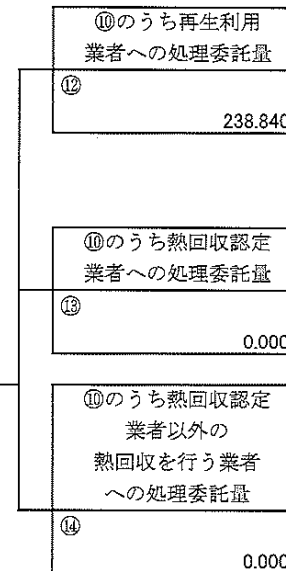 ⑩のうち再生利用
業者への処理委託量
⑫
238.840
⑩のうち熱回収認定
業者への処理委託量
⑬
0.000
⑩のうち熱回収認定
業者以外の
熱回収を行う業者
への処理委託量
⑭
0.000